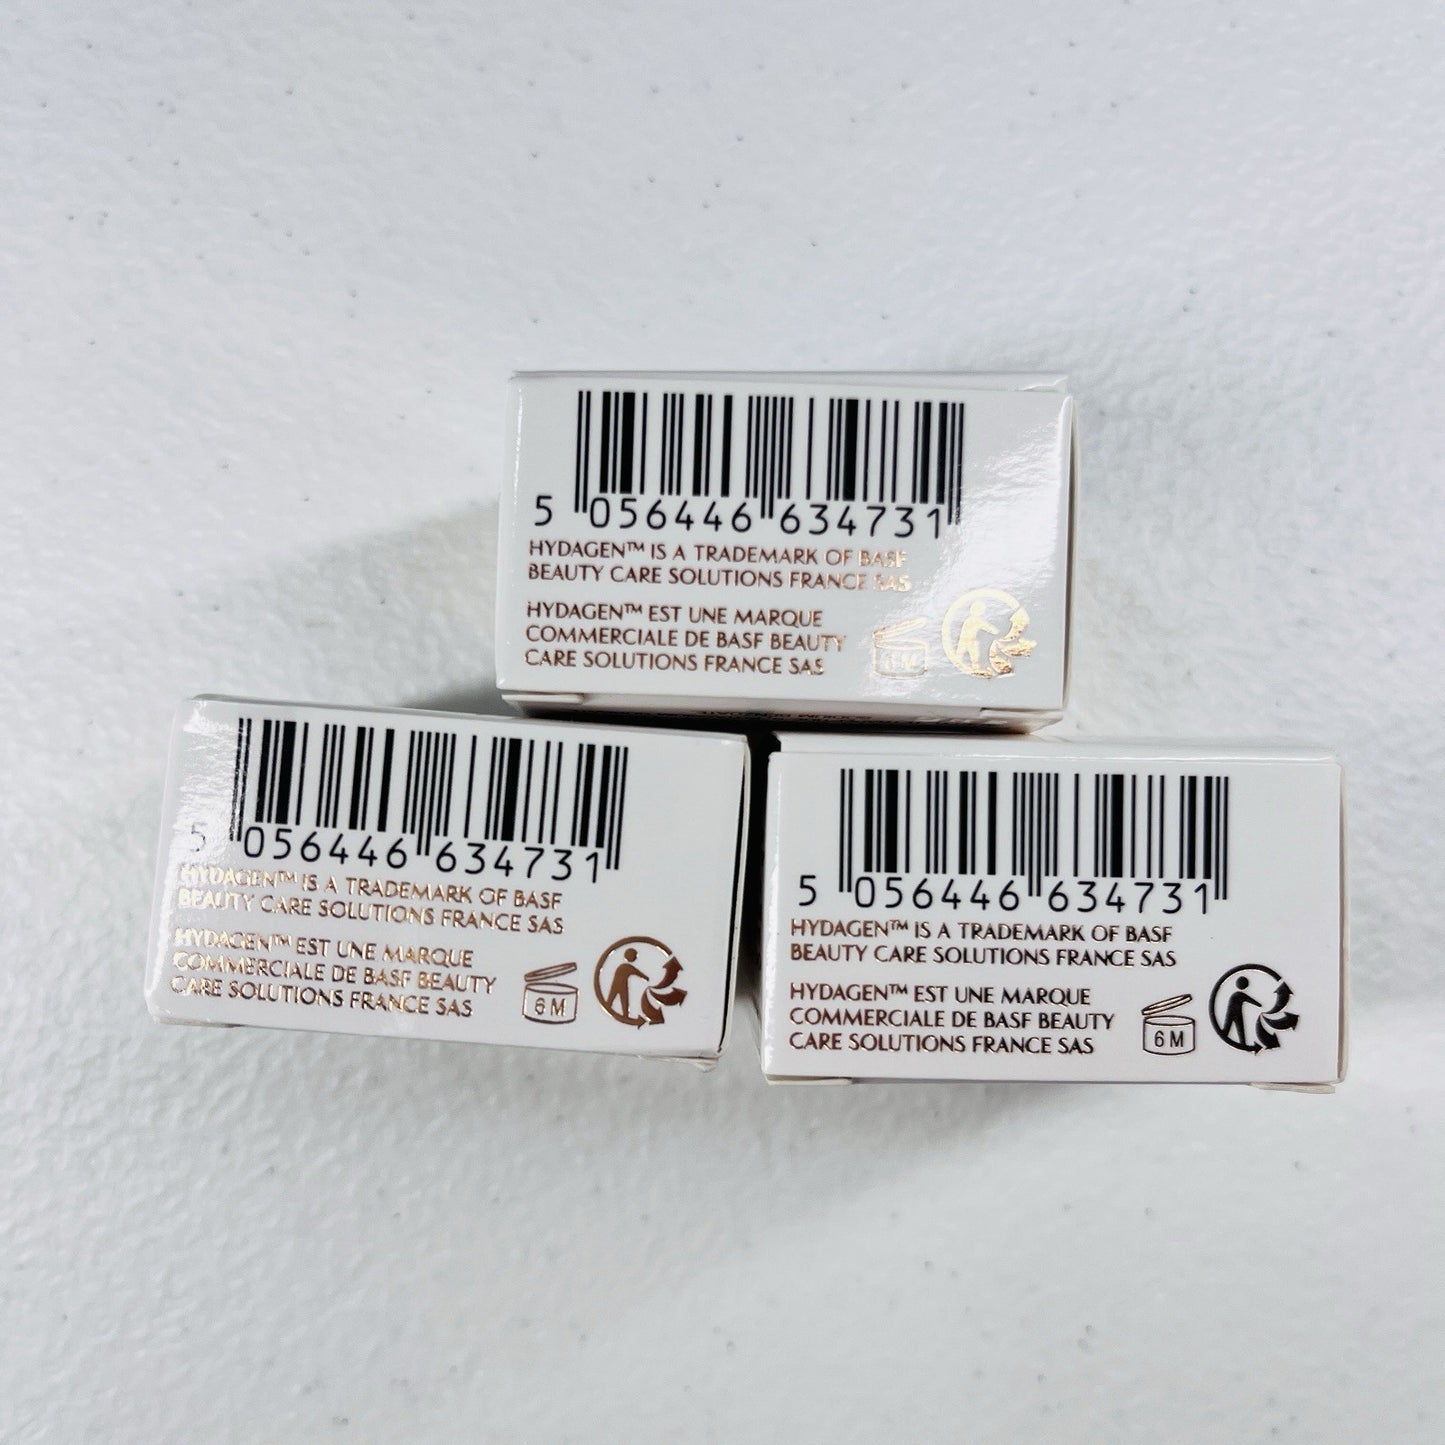 5 056446 634731
HYDAGEN™ IS A TRADEMARK OF BASF
BEAUTY CARE SOLUTIONS FRANCE SAS
HYDAGEN™ EST UNE MARQUE
COMMERCIALE DE BASF BEAUTY
CARE SOLUTIONS FRANCE SAS
6 M
5 056446 634731
HYDAGEN™ IS A TRADEMARK OF BASF
BEAUTY CARE SOLUTIONS FRANCE SAS
HYDAGEN™ EST UNE MARQUE
COMMERCIALE DE BASF BEAUTY
CARE SOLUTIONS FRANCE SAS
6 M
5 056446 634731
HYDAGEN™ IS A TRADEMARK OF BASF
BEAUTY CARE SOLUTIONS FRANCE SAS
HYDAGEN™ EST UNE MARQUE
COMMERCIALE DE BASF BEAUTY
CARE SOLUTIONS FRANCE SAS
6 M